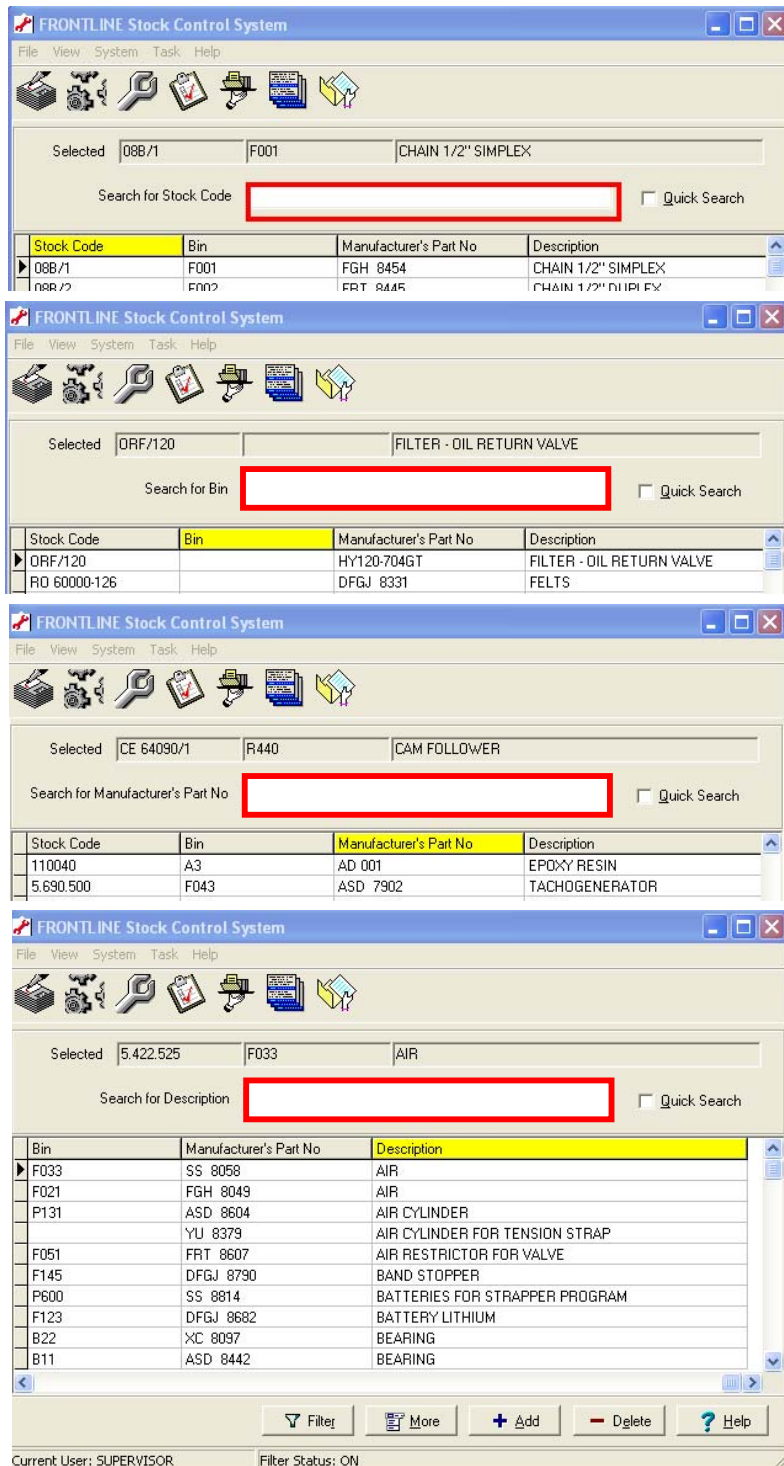 FRONTLINE Stock Control System
File View System Task Help
Selected 08B/1 F001 CHAIN 1/2" SIMPLEX
Search for Stock Code Quick Search
Stock Code Bin Manufacturer's Part No Description
08B/1 F001 FGH 8454 CHAIN 1/2" SIMPLEX
08B/2 F002 FRT 8445 CHAIN 1/2" DUPLEX
FRONTLINE Stock Control System
File View System Task Help
Selected ORF/120 FILTER - OIL RETURN VALVE
Search for Bin Quick Search
Stock Code Bin Manufacturer's Part No Description
ORF/120 HY120-704GT FILTER - OIL RETURN VALVE
RO 60000-126 DFGJ 8331 FELTS
FRONTLINE Stock Control System
File View System Task Help
Selected CE 64090/1 R440 CAM FOLLOWER
Search for Manufacturer's Part No Quick Search
Stock Code Bin Manufacturer's Part No Description
110040 A3 AD 001 EPOXY RESIN
5.690.500 F043 ASD 7902 TACHOGENERATOR
FRONTLINE Stock Control System
File View System Task Help
Selected 5.422.525 F033 AIR
Search for Description Quick Search
Bin Manufacturer's Part No Description
F033 SS 8058 AIR
F021 FGH 8049 AIR
P131 ASD 8604 AIR CYLINDER
YU 8379 AIR CYLINDER FOR TENSION STRAP
F051 FRT 8607 AIR RESTRICTOR FOR VALVE
F145 DFGJ 8790 BAND STOPPER
P600 SS 8814 BATTERIES FOR STRAPPER PROGRAM
F123 DFGJ 8682 BATTERY LITHIUM
B22 XC 8097 BEARING
B11 ASD 8442 BEARING
Filter More Add Delete Help
Current User: SUPERVISOR Filter Status: ON